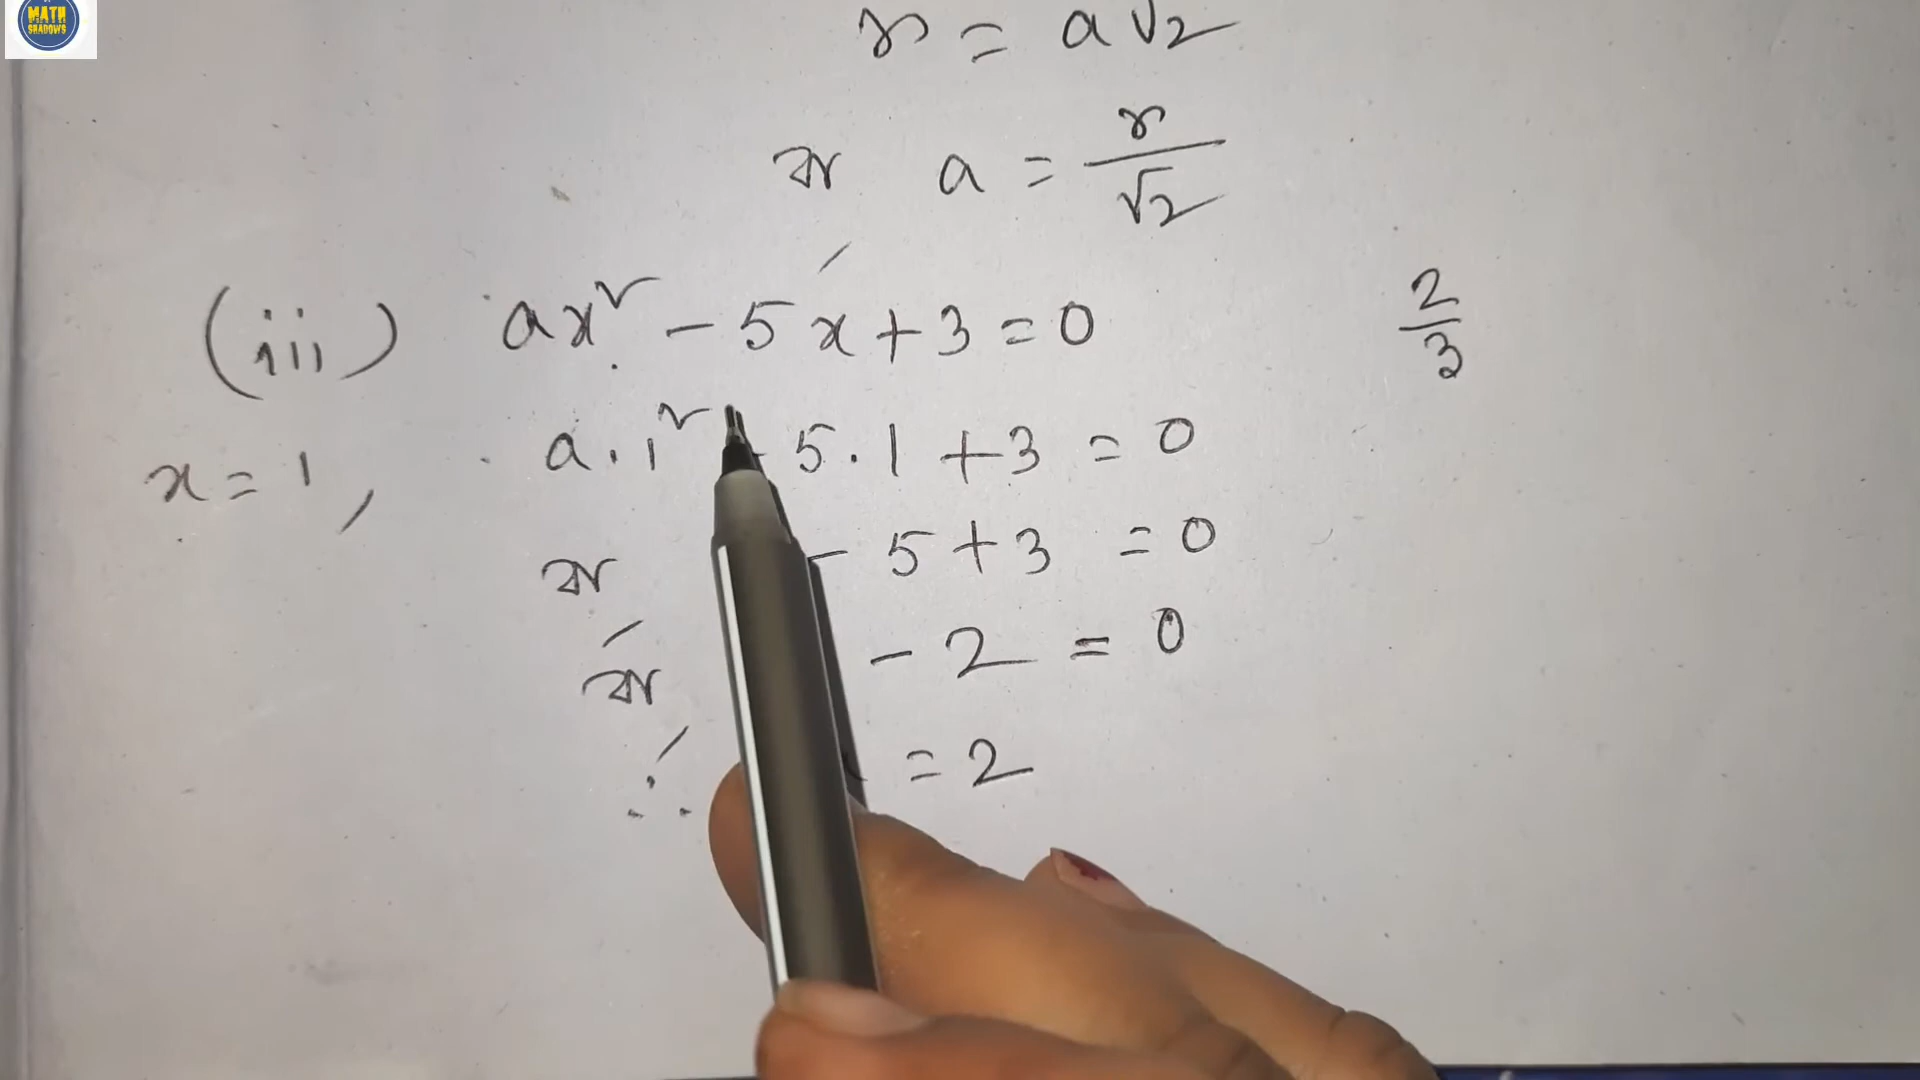 MATH
SHADOWS
r = a√2
বা a = r/√2
(iii) ax² - 5x + 3 = 0
2/3
x = 1, a.1² - 5.1 + 3 = 0
বা - 5 + 3 = 0
বা - 2 = 0
∴ = 2